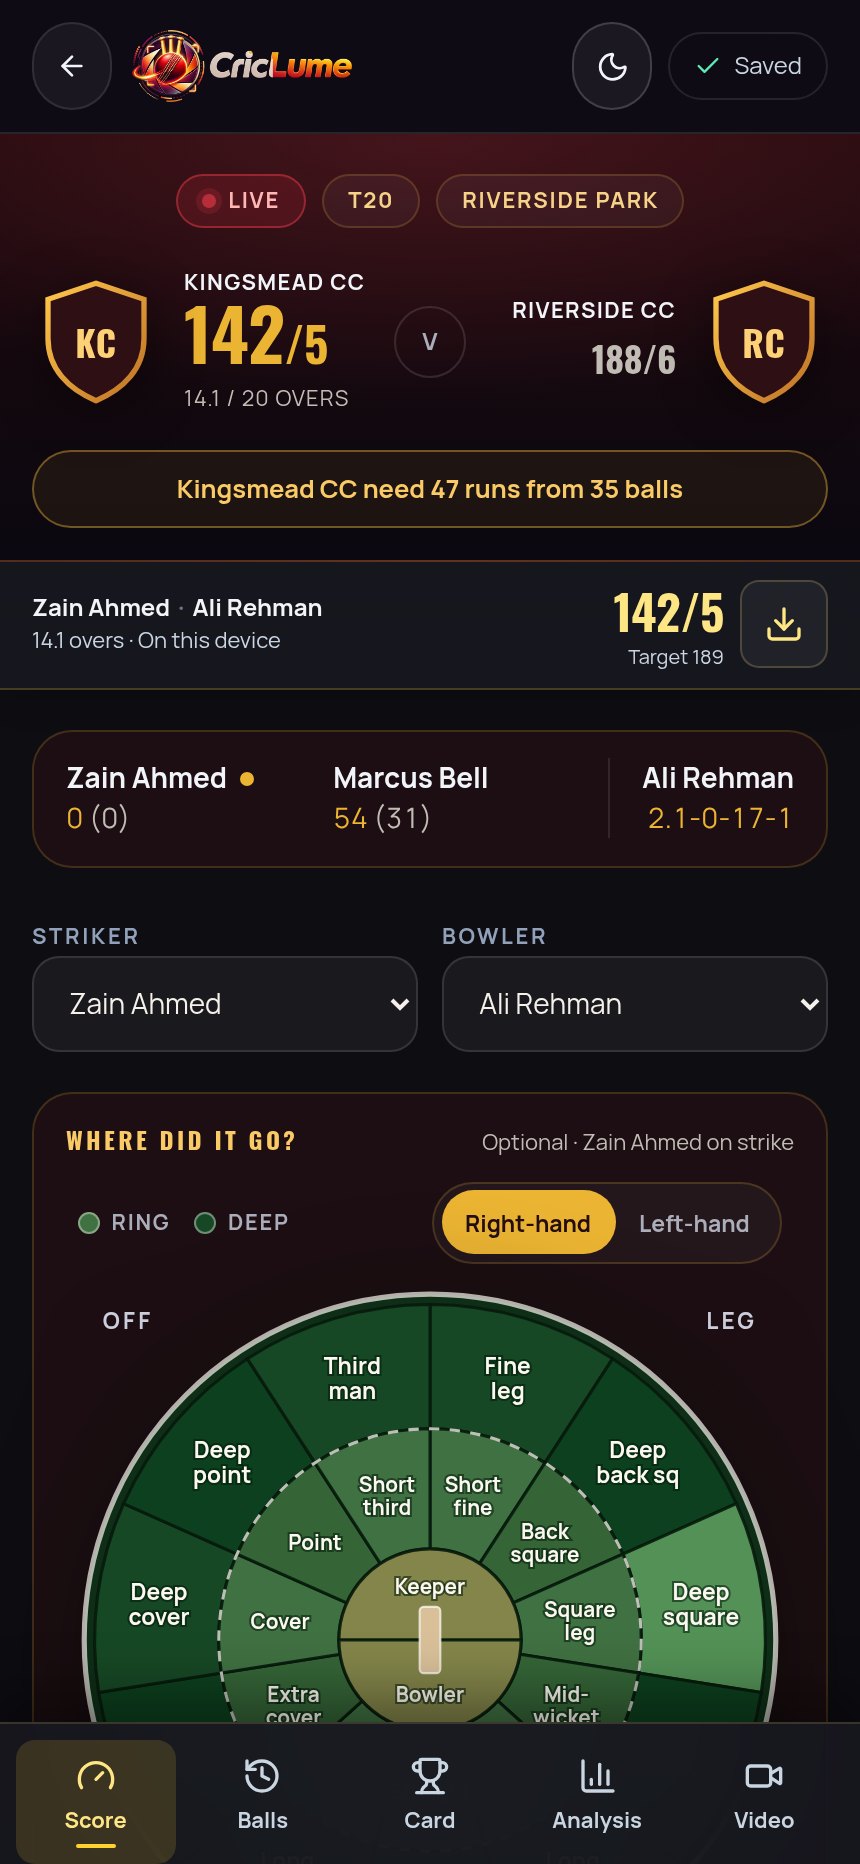 CricLume
Saved
LIVE
T20
RIVERSIDE PARK
KC
KINGSMEAD CC
142/5
14.1 / 20 OVERS
V
RIVERSIDE CC
188/6
RC
Kingsmead CC need 47 runs from 35 balls
Zain Ahmed · Ali Rehman
14.1 overs · On this device
142/5
Target 189
Zain Ahmed
0 (0)
Marcus Bell
54 (31)
Ali Rehman
2.1-0-17-1
STRIKER
Zain Ahmed
BOWLER
Ali Rehman
WHERE DID IT GO?
Optional · Zain Ahmed on strike
RING
DEEP
Right-hand
Left-hand
OFF
LEG
Third
man
Fine
leg
Deep
point
Deep
back sq
Short
third
Short
fine
Point
Back
square
Keeper
Deep
cover
Cover
Square
leg
Deep
square
Extra
cover
Bowler
Mid-
wicket
Score
Balls
Card
Analysis
Video
Long
Long